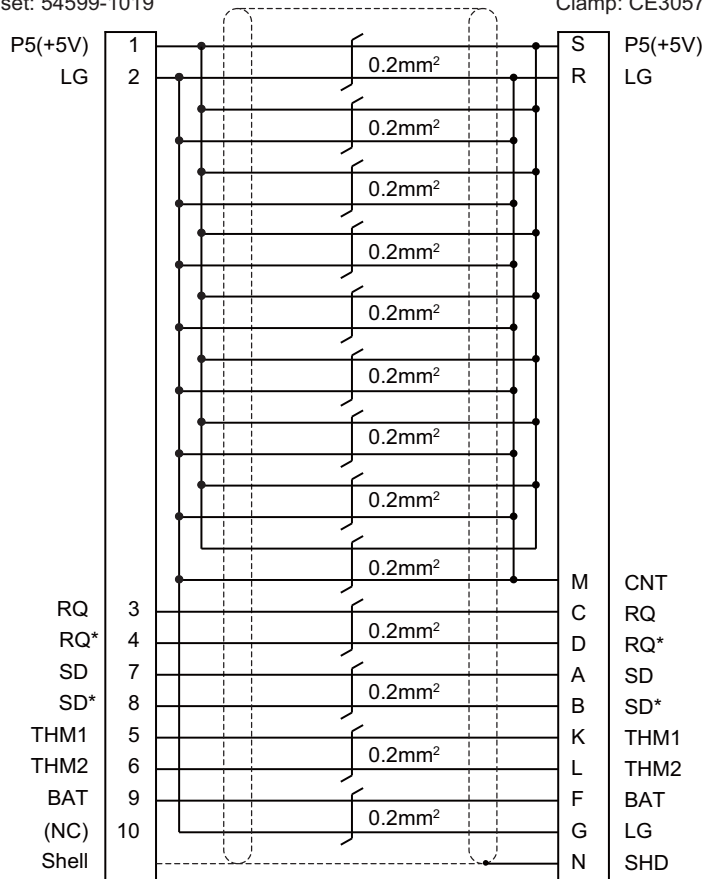 set: 54599-1019
Clamp: CE3057
P5(+5V) 1 S P5(+5V)
0.2mm²
LG 2 R LG
0.2mm²
0.2mm²
0.2mm²
0.2mm²
0.2mm²
0.2mm²
0.2mm²
0.2mm²
M CNT
RQ 3 C RQ
0.2mm²
RQ* 4 D RQ*
SD 7 A SD
0.2mm²
SD* 8 B SD*
THM1 5 K THM1
0.2mm²
THM2 6 L THM2
BAT 9 F BAT
0.2mm²
(NC) 10 G LG
Shell N SHD